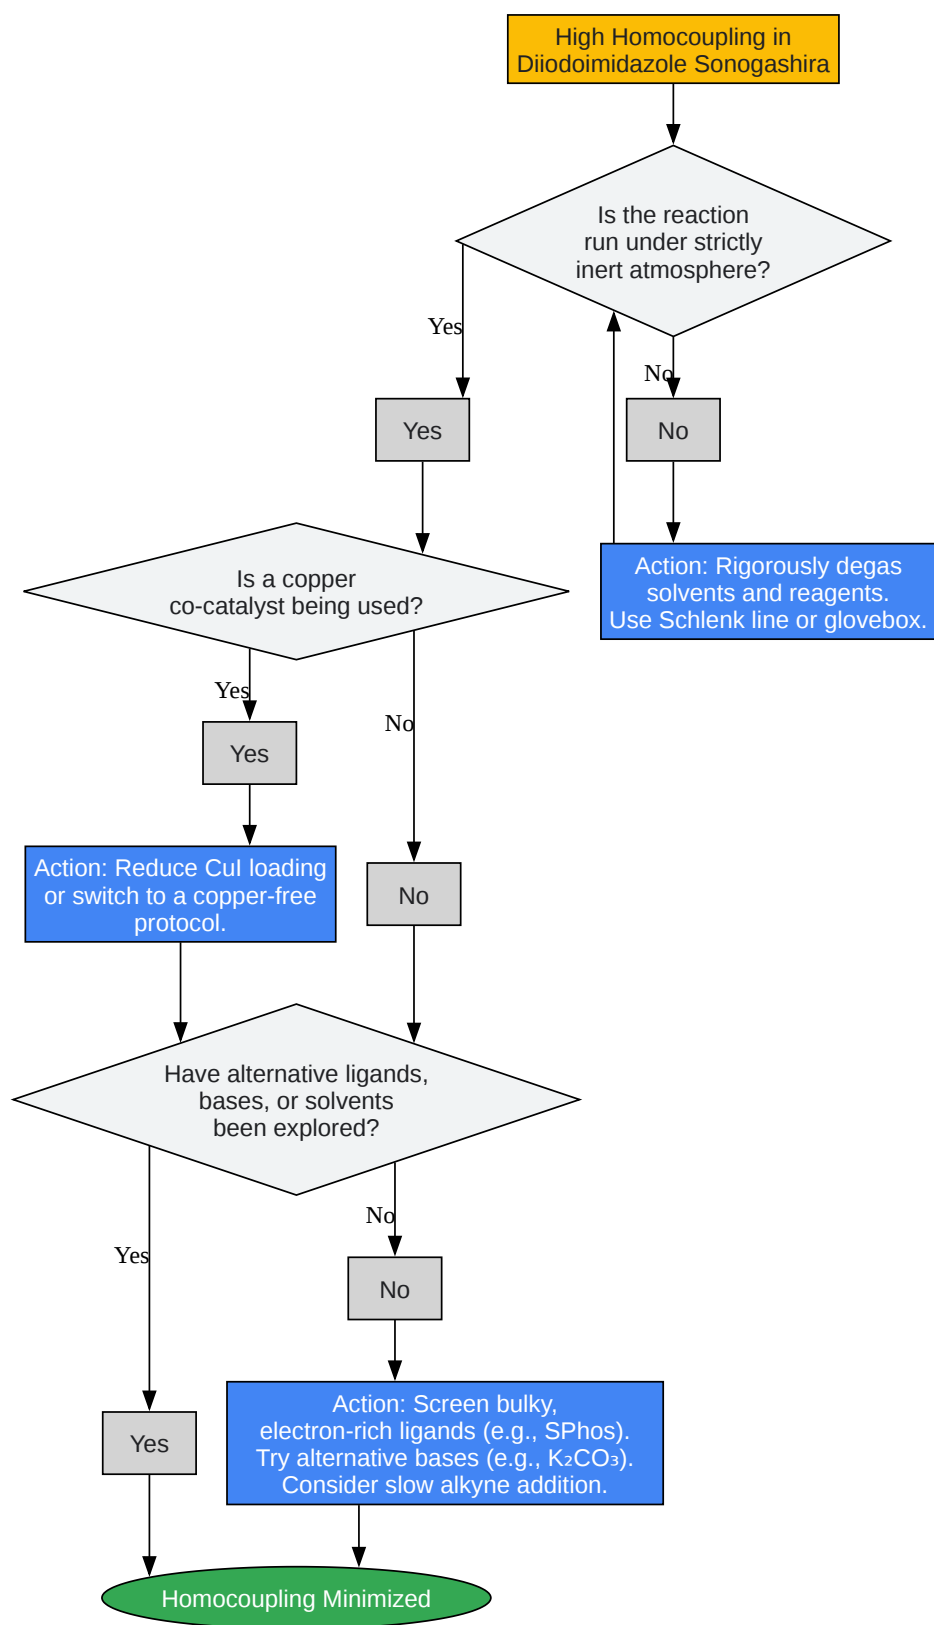 High Homocoupling in
Diiodoimidazole Sonogashira
Is the reaction
run under strictly
inert atmosphere?
Yes
No
Yes
No
Action: Rigorously degas
solvents and reagents.
Use Schlenk line or glovebox.
Is a copper
co-catalyst being used?
Yes
No
Yes
Action: Reduce CuI loading
or switch to a copper-free
protocol.
No
Have alternative ligands,
bases, or solvents
been explored?
No
Yes
No
Action: Screen bulky,
electron-rich ligands (e.g., SPhos).
Try alternative bases (e.g., K₂CO₃).
Consider slow alkyne addition.
Yes
Homocoupling Minimized